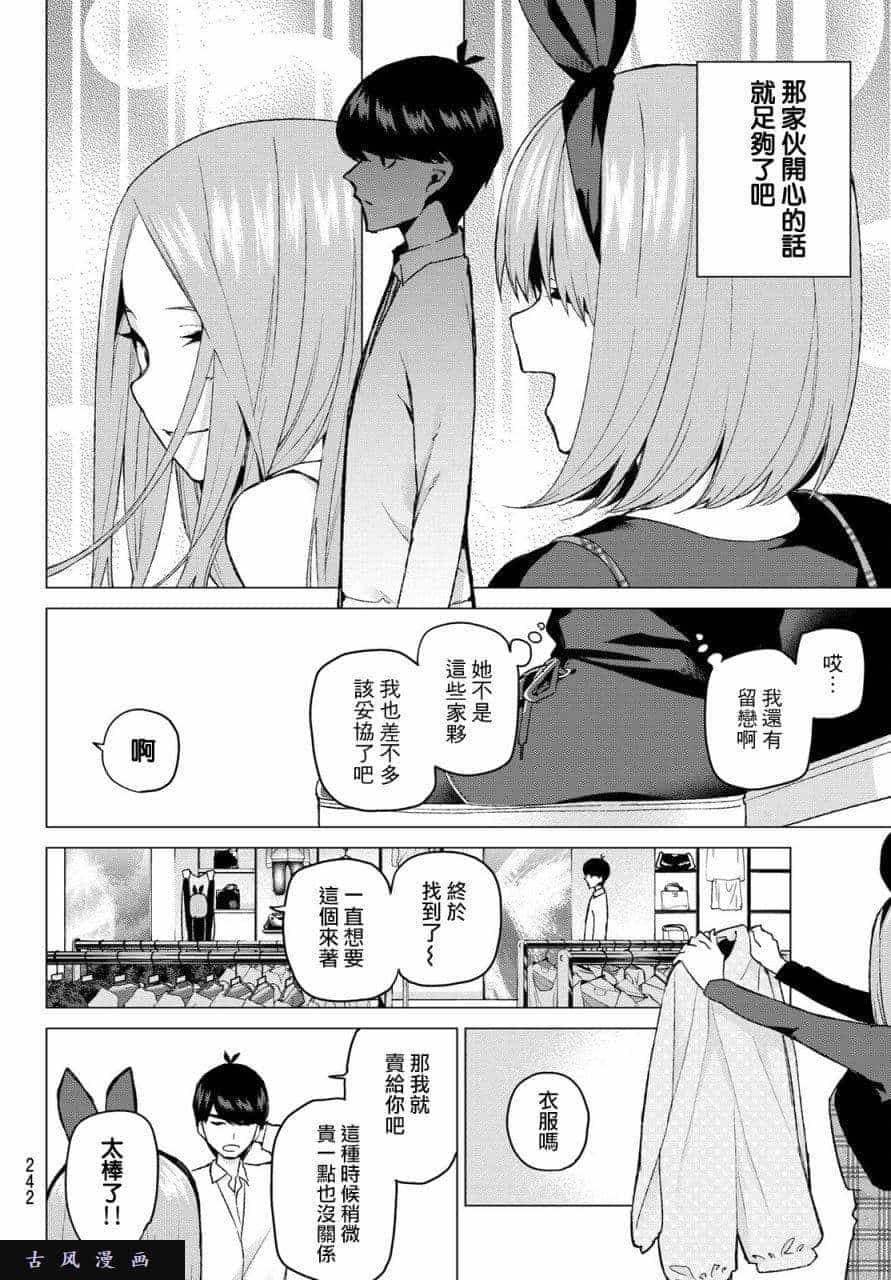 那家伙開心的話
就足夠了吧
哎…
我還有
留戀啊
她不是
這些家夥
我也差不多
該妥協了吧
啊
終於
找到了~
一直想要
這個來著
衣服嗎
那我就
賣給你吧
這種時候稍微
貴一點也沒關係
太棒了!!
242
古风漫画